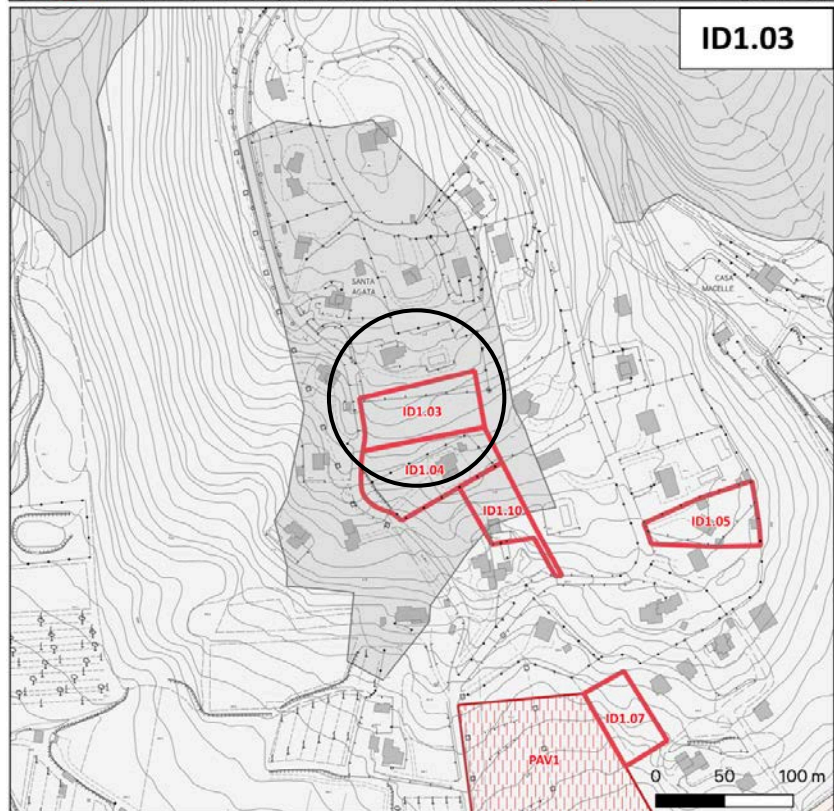 ID1.03
SANTA
AGATA
CASA
MACELLE
ID1.03
ID1.04
ID1.10
ID1.05
ID1.07
PAV1
0 50 100 m